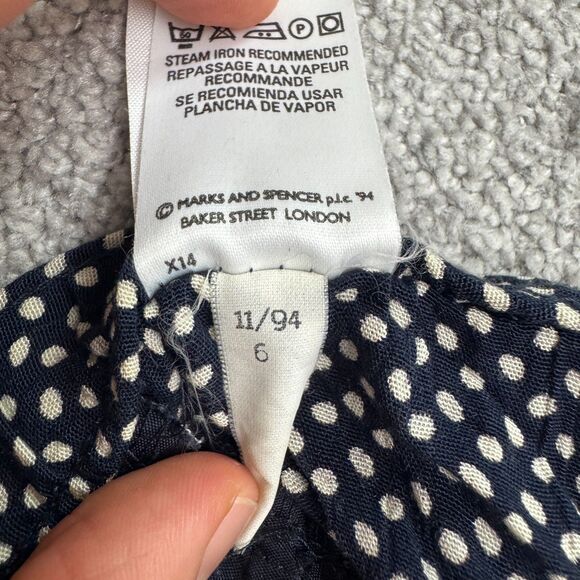 50 P
STEAM IRON RECOMMENDED
REPASSAGE A LA VAPEUR
RECOMMANDE
SE RECOMIENDA USAR
PLANCHA DE VAPOR
© MARKS AND SPENCER p.l.c. '94
BAKER STREET LONDON
X14
11/94
6